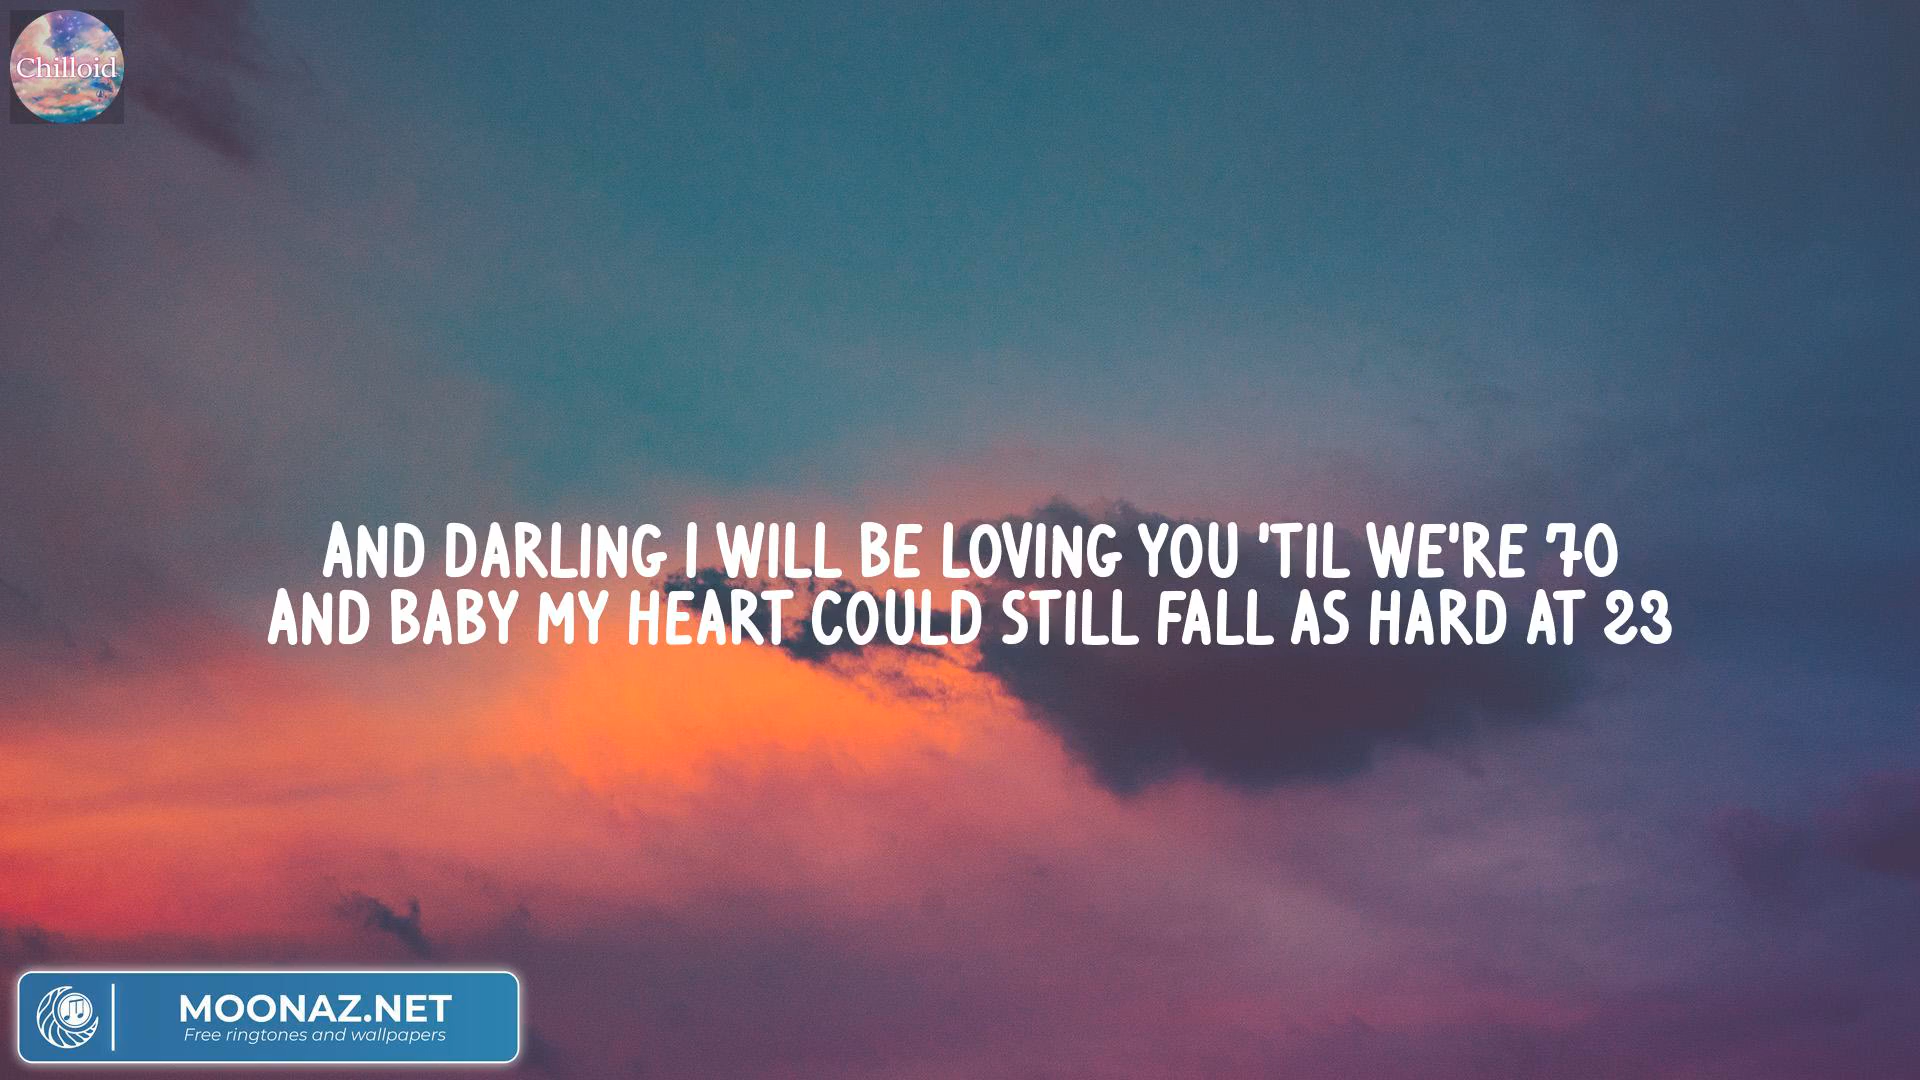 Chilloid
AND DARLING I WILL BE LOVING YOU 'TIL WE'RE 70
AND BABY MY HEART COULD STILL FALL AS HARD AT 23
MOONAZ.NET
Free ringtones and wallpapers